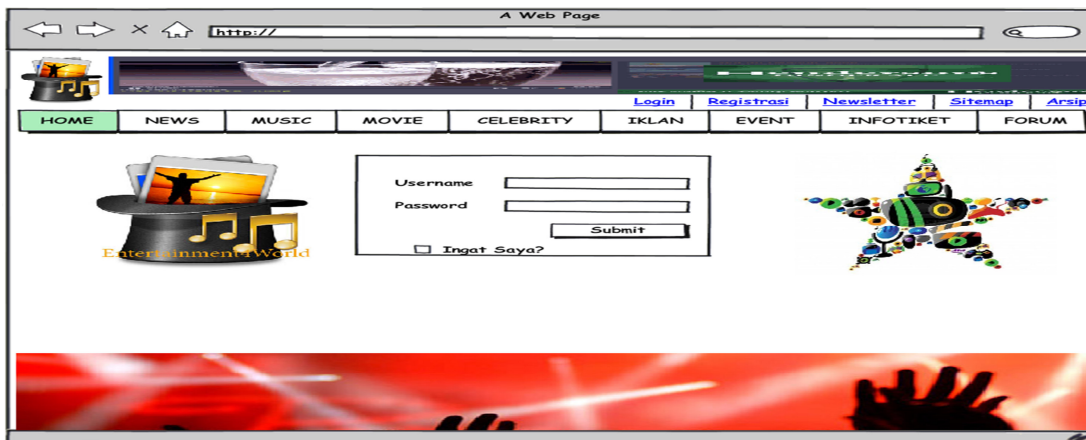 A Web Page
http://
Login Registrasi Newsletter Sitemap Arsip
HOME NEWS MUSIC MOVIE CELEBRITY IKLAN EVENT INFOTIKET FORUM
Username
Password
Submit
Ingat Saya?
Entertainment4World